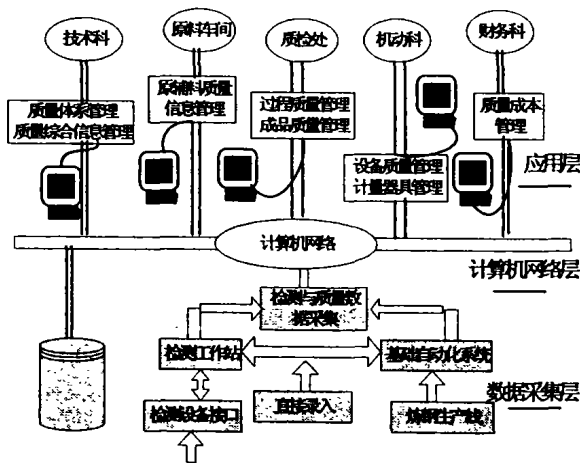 技术科
原料车间
质检处
机动科
财务科
质量体系管理
质量综合信息管理
原辅料质量
信息管理
过程质量管理
成品质量管理
设备质量管理
计量器具管理
质量成本
管理
应用层
计算机网络
计算机网络层
检测与质量数
据采集
检测工作站
基础自动化系统
检测设备接口
直接录入
炼钢生产线
数据采集层